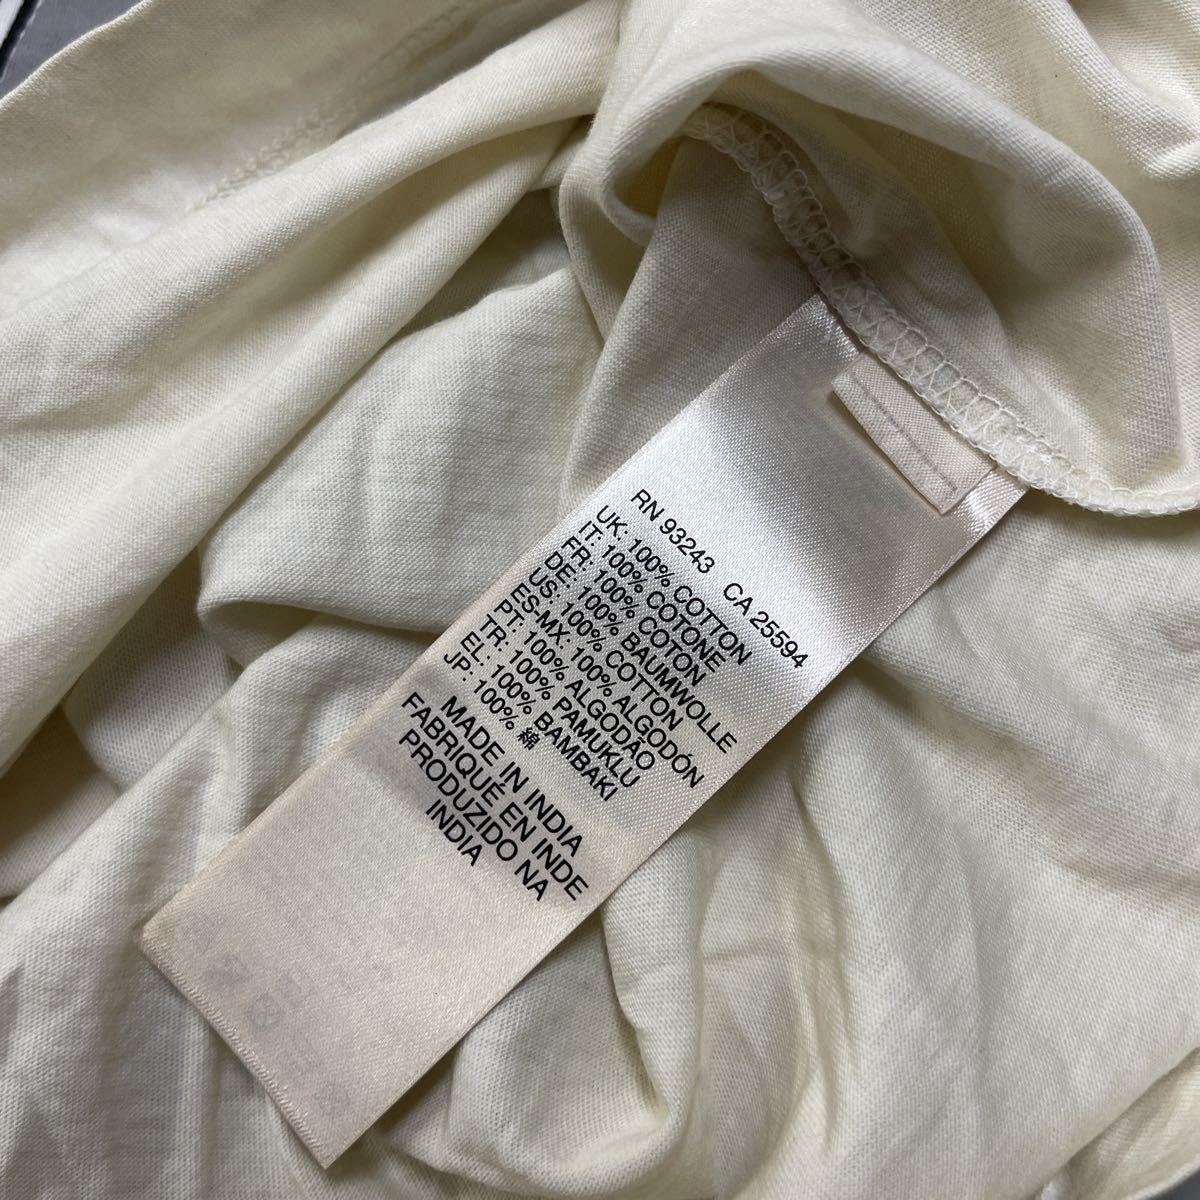 RN 93243 CA 25594
UK: 100% COTTON
IT: 100% COTONE
FR: 100% COTON
DE: 100% BAUMWOLLE
US: 100% COTTON
ES-MX: 100% ALGODÓN
PT: 100% ALGODÃO
TR: 100% PAMUKLU
EL: 100% BAMBAKI
JP: 100% 綿
MADE IN INDIA
FABRIQUÉ EN INDE
PRODUZIDO NA
INDIA